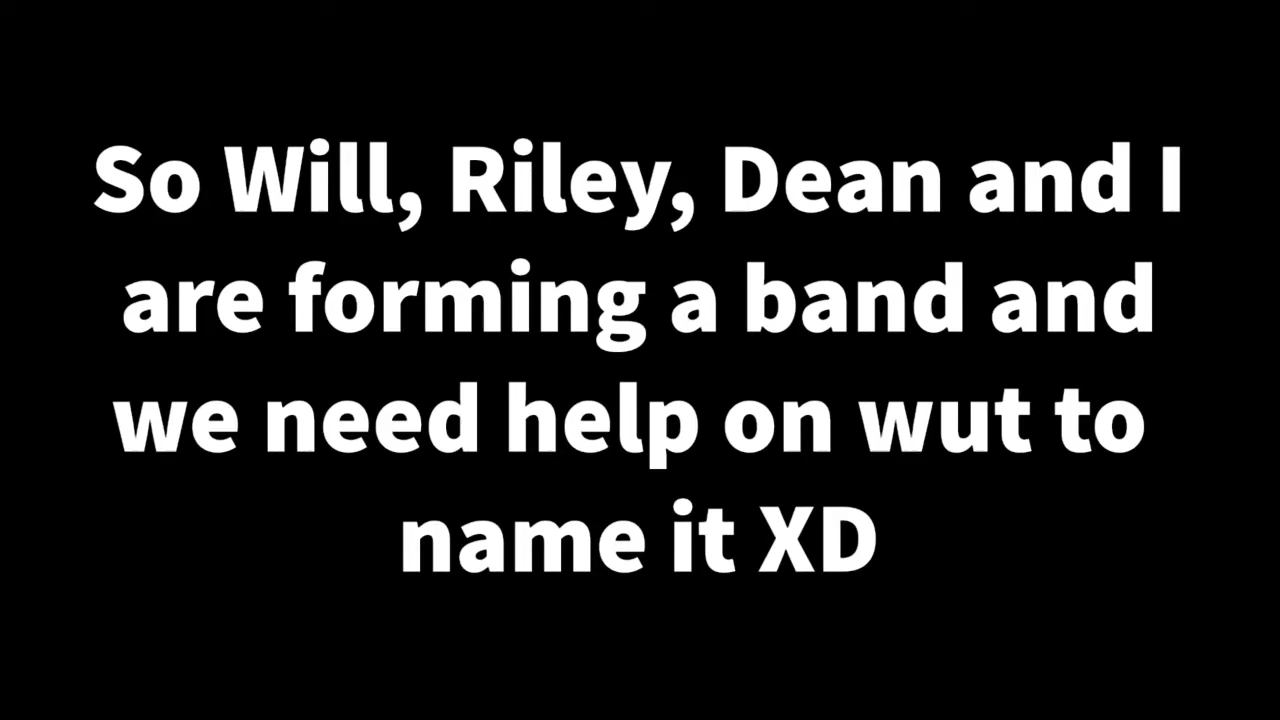 So Will, Riley, Dean and I
are forming a band and
we need help on wut to
name it XD